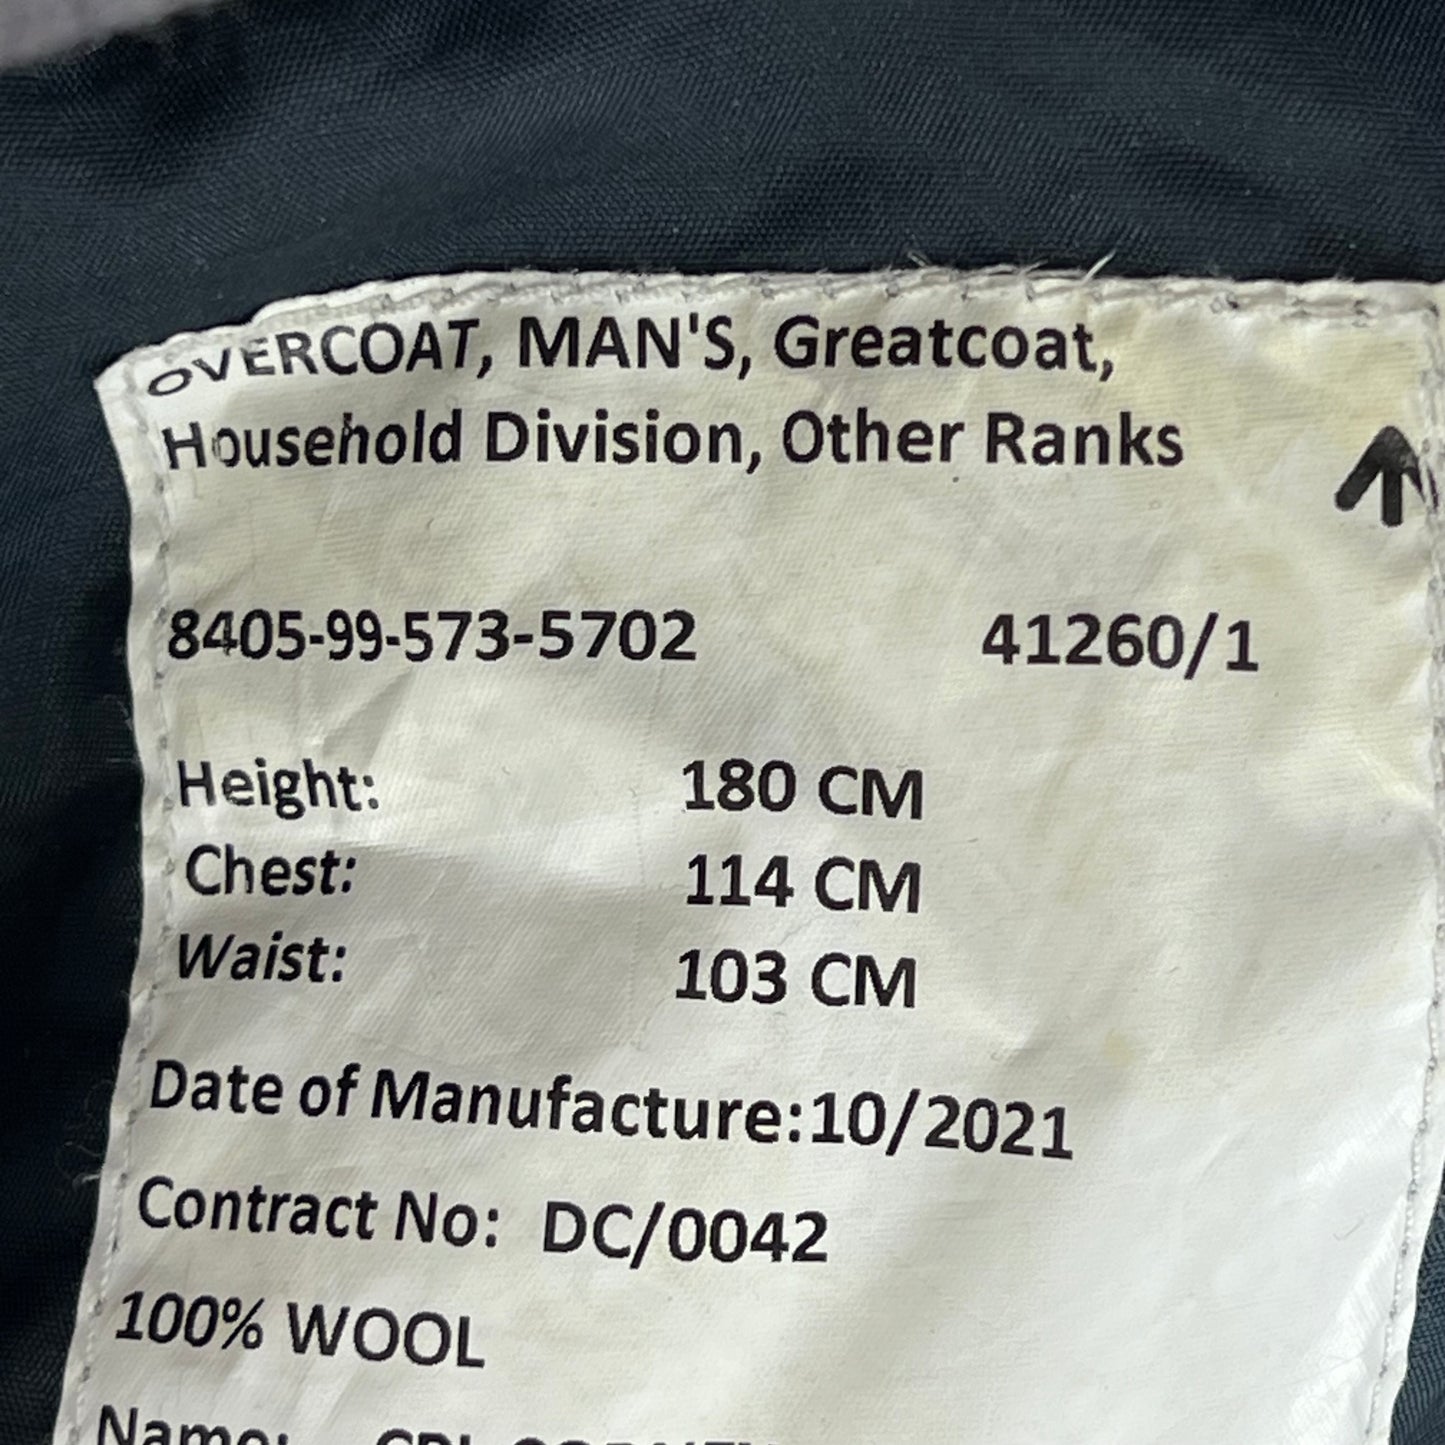 OVERCOAT, MAN'S, Greatcoat,
Household Division, Other Ranks
8405-99-573-5702 41260/1
Height: 180 CM
Chest: 114 CM
Waist: 103 CM
Date of Manufacture:10/2021
Contract No: DC/0042
100% WOOL
Name: